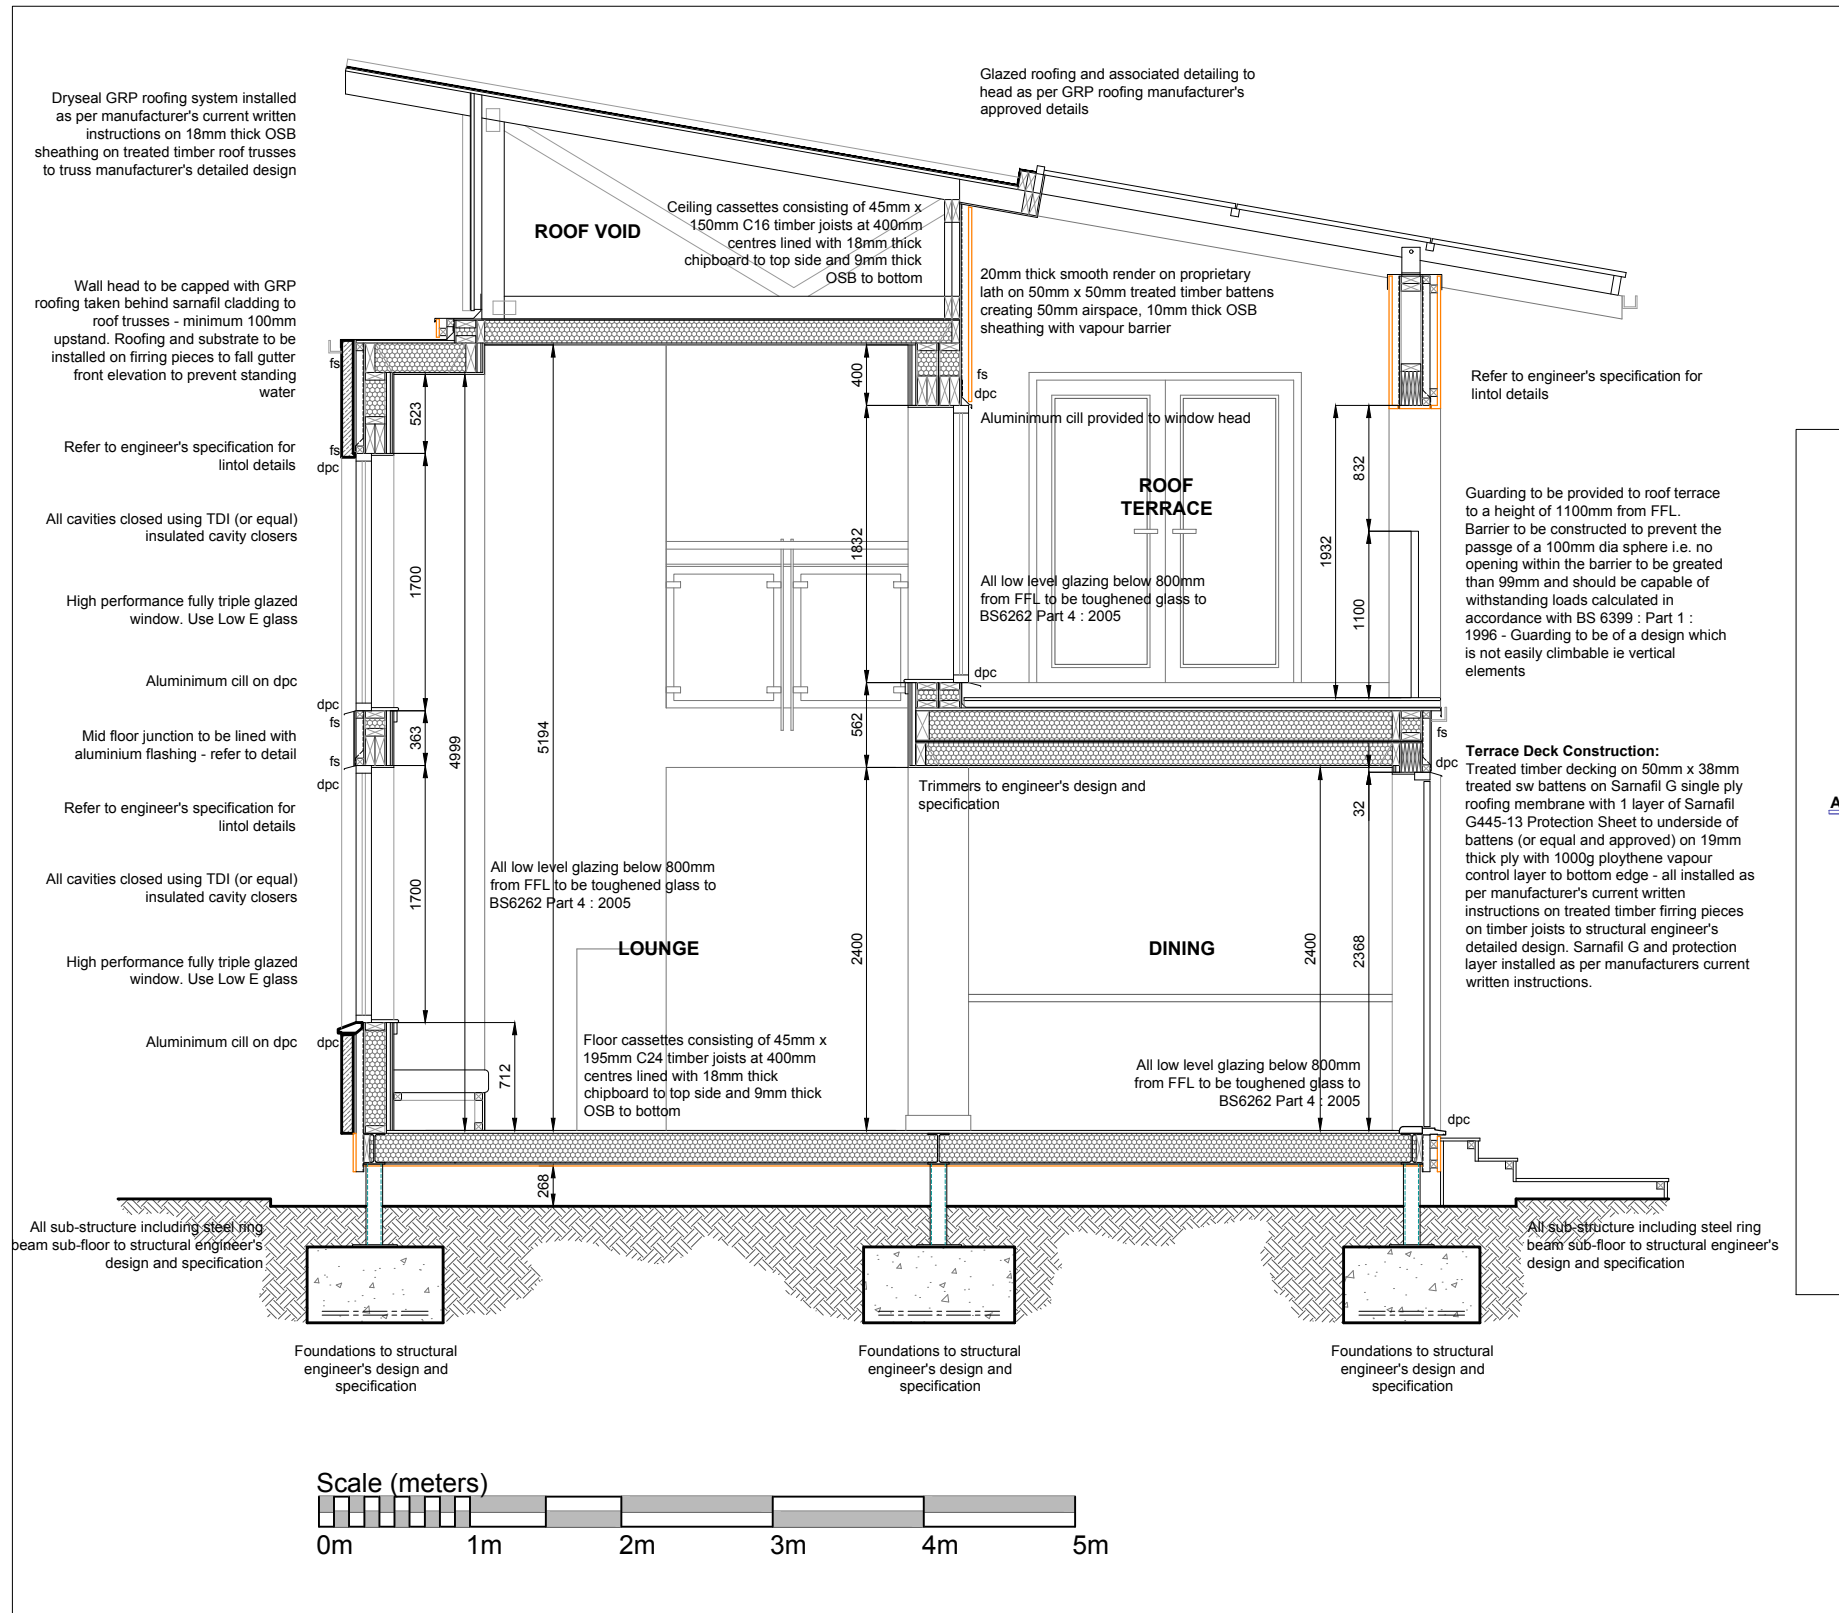 Dryseal GRP roofing system installed
as per manufacturer's current written
instructions on 18mm thick OSB
sheathing on treated timber roof trusses
to truss manufacturer's detailed design
Glazed roofing and associated detailing to
head as per GRP roofing manufacturer's
approved details
Ceiling cassettes consisting of 45mm x
150mm C16 timber joists at 400mm
centres lined with 18mm thick
chipboard to top side and 9mm thick
OSB to bottom
ROOF VOID
20mm thick smooth render on proprietary
lath on 50mm x 50mm treated timber battens
creating 50mm airspace, 10mm thick OSB
sheathing with vapour barrier
Wall head to be capped with GRP
roofing taken behind sarnafil cladding to
roof trusses - minimum 100mm
upstand. Roofing and substrate to be
installed on firring pieces to fall gutter
front elevation to prevent standing
water
fs
fs
dpc
400
523
Aluminimum cill provided to window head
Refer to engineer's specification for
lintol details
Refer to engineer's specification for
lintol details
fs
dpc
All cavities closed using TDI (or equal)
insulated cavity closers
High performance fully triple glazed
window. Use Low E glass
Aluminimum cill on dpc
1700
1832
1932
832
1100
ROOF
TERRACE
All low level glazing below 800mm
from FFL to be toughened glass to
BS6262 Part 4 : 2005
dpc
Guarding to be provided to roof terrace
to a height of 1100mm from FFL.
Barrier to be constructed to prevent the
passge of a 100mm dia sphere i.e. no
opening within the barrier to be greated
than 99mm and should be capable of
withstanding loads calculated in
accordance with BS 6399 : Part 1 :
1996 - Guarding to be of a design which
is not easily climbable ie vertical
elements
dpc
fs
Mid floor junction to be lined with
aluminium flashing - refer to detail
fs
dpc
363
4999
5194
562
fs
dpc
Terrace Deck Construction:
Treated timber decking on 50mm x 38mm
treated sw battens on Sarnafil G single ply
roofing membrane with 1 layer of Sarnafil
G445-13 Protection Sheet to underside of
battens (or equal and approved) on 19mm
thick ply with 1000g ploythene vapour
control layer to bottom edge - all installed as
per manufacturer's current written
instructions on treated timber firring pieces
on timber joists to structural engineer's
detailed design. Sarnafil G and protection
layer installed as per manufacturers current
written instructions.
Trimmers to engineer's design and
specification
32
Refer to engineer's specification for
lintol details
All cavities closed using TDI (or equal)
insulated cavity closers
1700
All low level glazing below 800mm
from FFL to be toughened glass to
BS6262 Part 4 : 2005
LOUNGE
2400
DINING
2400
2368
High performance fully triple glazed
window. Use Low E glass
Aluminimum cill on dpc
dpc
712
Floor cassettes consisting of 45mm x
195mm C24 timber joists at 400mm
centres lined with 18mm thick
chipboard to top side and 9mm thick
OSB to bottom
All low level glazing below 800mm
from FFL to be toughened glass to
BS6262 Part 4 : 2005
dpc
268
All sub-structure including steel ring
beam sub-floor to structural engineer's
design and specification
All sub-structure including steel ring
beam sub-floor to structural engineer's
design and specification
Foundations to structural
engineer's design and
specification
Foundations to structural
engineer's design and
specification
Foundations to structural
engineer's design and
specification
Scale (meters)
0m 1m 2m 3m 4m 5m